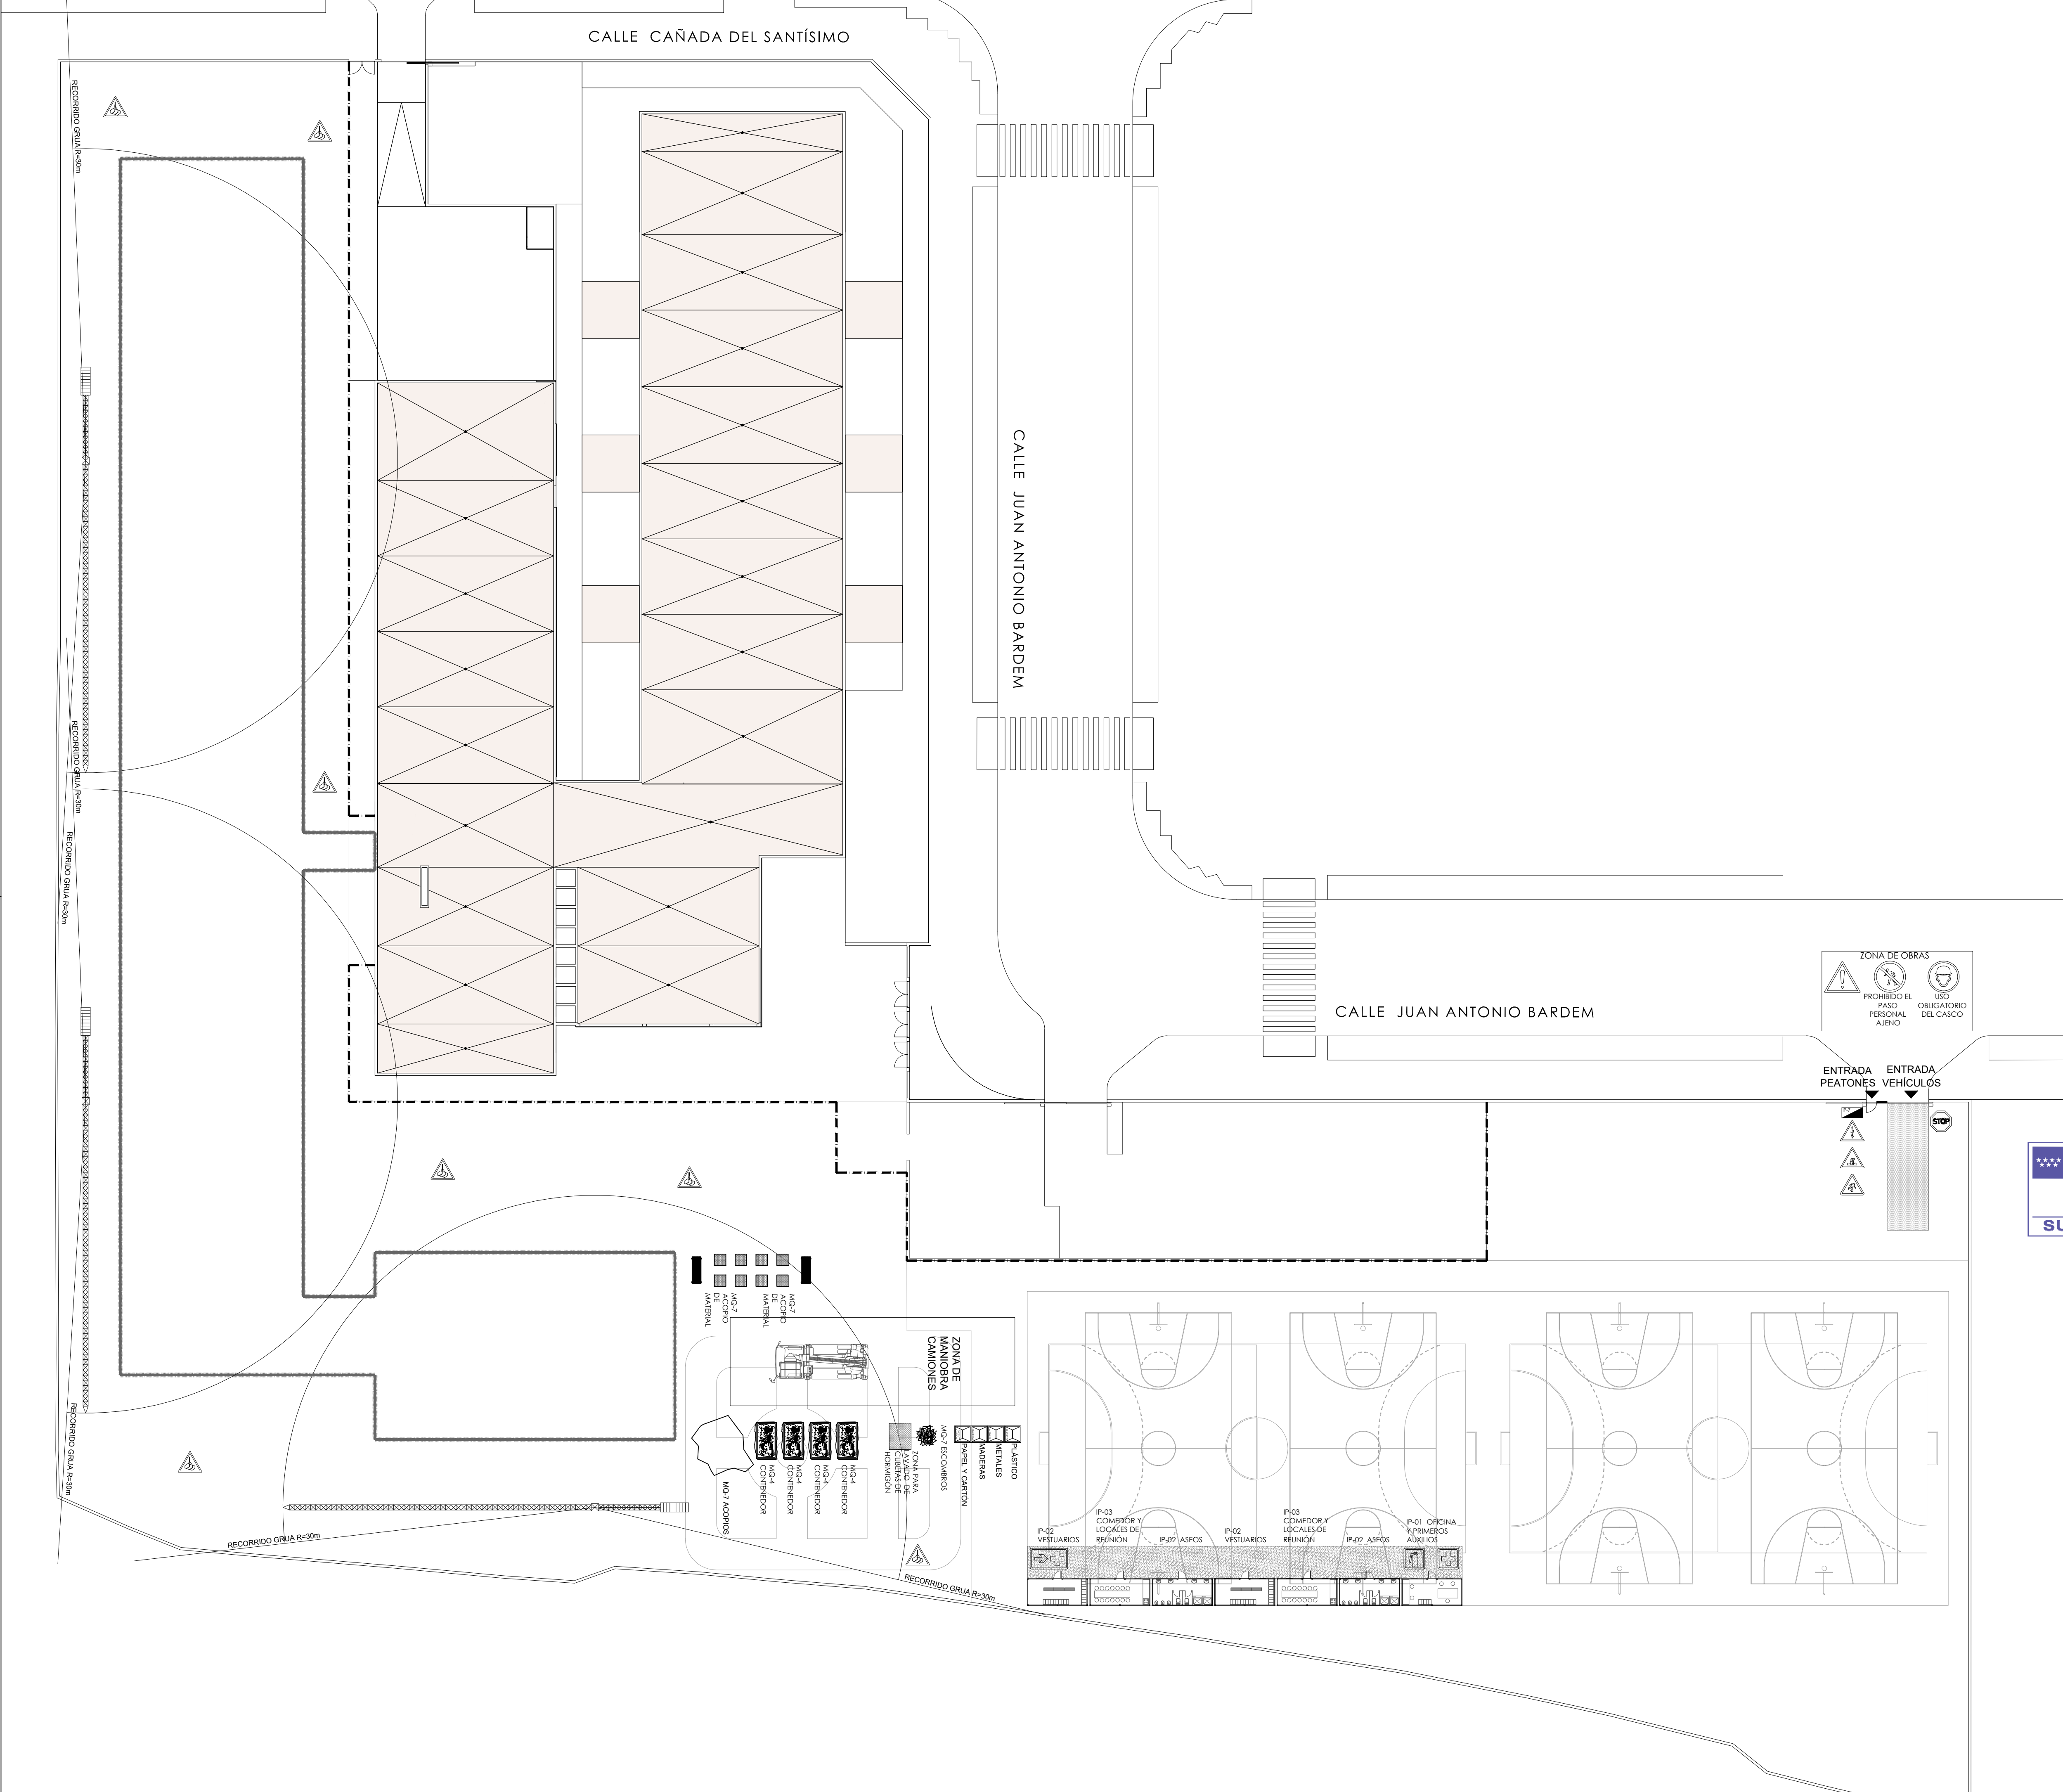 CALLE CAÑADA DEL SANTÍSIMO
RECORRIDO GRUA R=30m
CALLE JUAN ANTONIO BARDEM
RECORRIDO GRUA R=30m
RECORRIDO GRUA R=30m
ZONA DE OBRAS
PROHIBIDO EL
PASO
PERSONAL
AJENO
USO
OBLIGATORIO
DEL CASCO
CALLE JUAN ANTONIO BARDEM
ENTRADA
PEATONES
ENTRADA
VEHÍCULOS
STOP
SU
MQ-7
ACOPIO
DE
MATERIAL
MQ-7
ACOPIO
DE
MATERIAL
ZONA DE
MANIOBRA
CAMIONES
RECORRIDO GRUA R=30m
MQ-7 ACOPIOS
MQ-4
CONTENEDOR
MQ-4
CONTENEDOR
MQ-4
CONTENEDOR
MQ-4
CONTENEDOR
ZONA PARA
LAVADO DE
CUBETAS DE
HORMIGÓN
MQ-7 ESCOMBROS
PAPEL Y CARTÓN
MADERAS
METALES
PLÁSTICO
RECORRIDO GRUA R=30m
RECORRIDO GRUA R=30m
IP-02
VESTUARIOS
IP-03
COMEDOR Y
LOCALES DE
REUNIÓN
IP-02 ASEOS
IP-02
VESTUARIOS
IP-03
COMEDOR Y
LOCALES DE
REUNIÓN
IP-02 ASEOS
IP-01 OFICINA
Y PRIMEROS
AUXILIOS